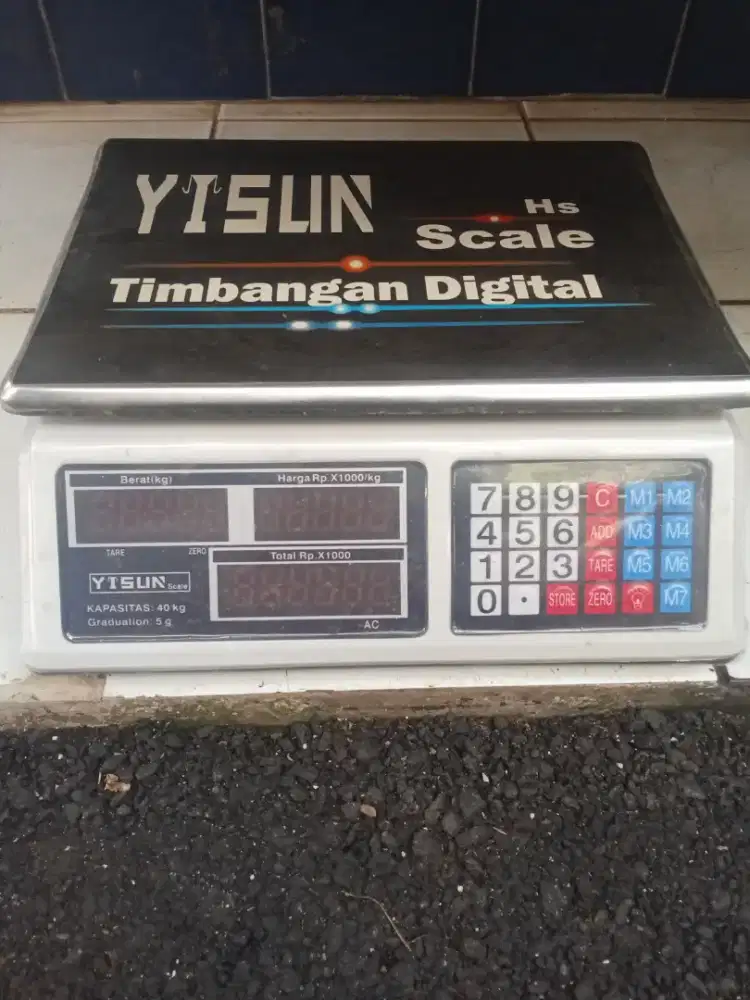 YISUN
Hs
Scale
Timbangan Digital
Berat(kg)
Harga Rp.X1000/kg
TARE
ZERO
Total Rp.X1000
YISUN Scale
KAPASITAS: 40 kg
Graduation: 5 g
AC
7 8 9 C M1 M2
4 5 6 ADD M3 M4
1 2 3 TARE M5 M6
0 . STORE ZERO M7